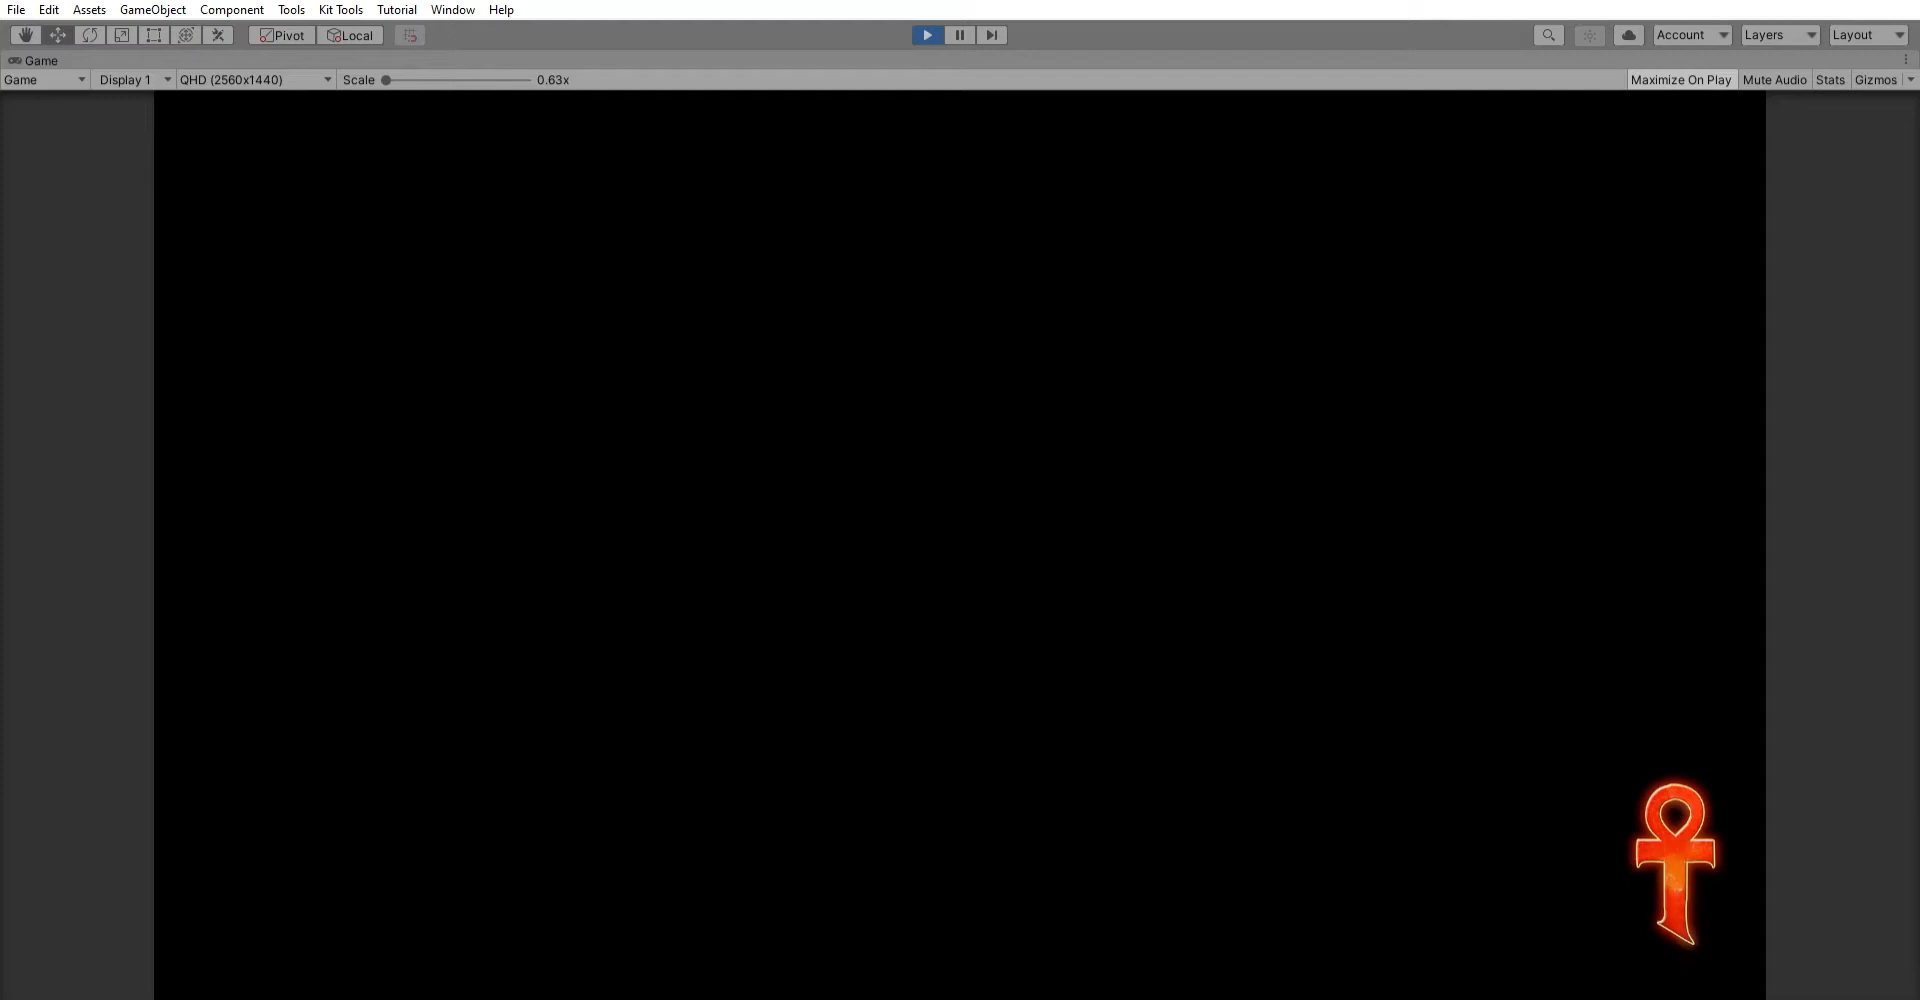 File Edit Assets GameObject Component Tools Kit Tools Tutorial Window Help
Pivot Local Account Layers Layout
Game
Game Display 1 QHD (2560x1440) Scale 0.63x Maximize On Play Mute Audio Stats Gizmos